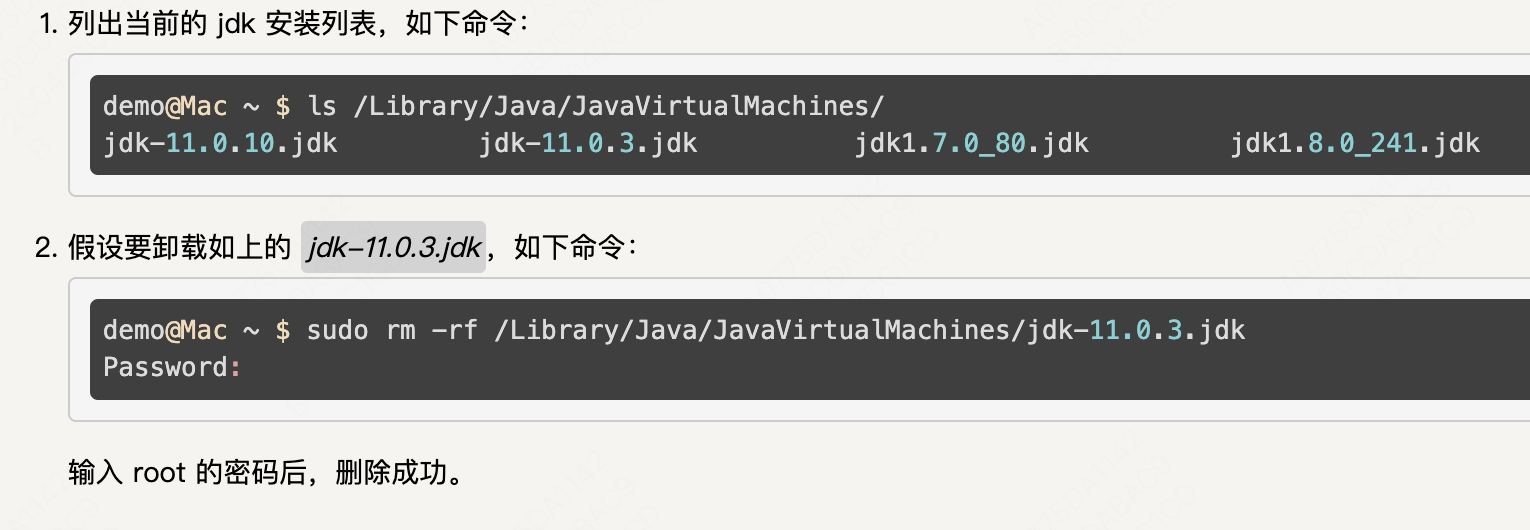 1. 列出当前的 jdk 安装列表，如下命令：
demo@Mac ~ $ ls /Library/Java/JavaVirtualMachines/
jdk-11.0.10.jdk jdk-11.0.3.jdk jdk1.7.0_80.jdk jdk1.8.0_241.jdk
2. 假设要卸载如上的 jdk-11.0.3.jdk，如下命令：
demo@Mac ~ $ sudo rm -rf /Library/Java/JavaVirtualMachines/jdk-11.0.3.jdk
Password:
输入 root 的密码后，删除成功。